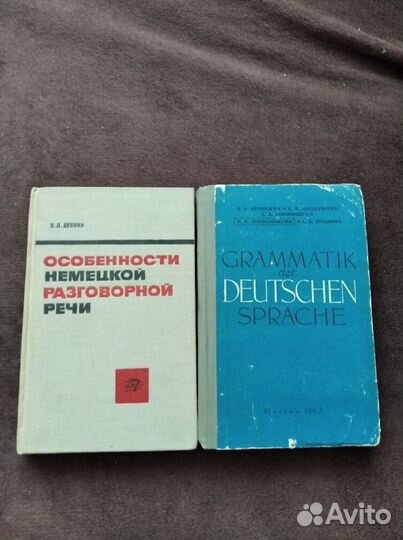 В. Д. ДЕВКИН
ОСОБЕННОСТИ
НЕМЕЦКОЙ
РАЗГОВОРНОЙ
РЕЧИ
GRAMMATIK
der
DEUTSCHEN
SPRACHE
Avito